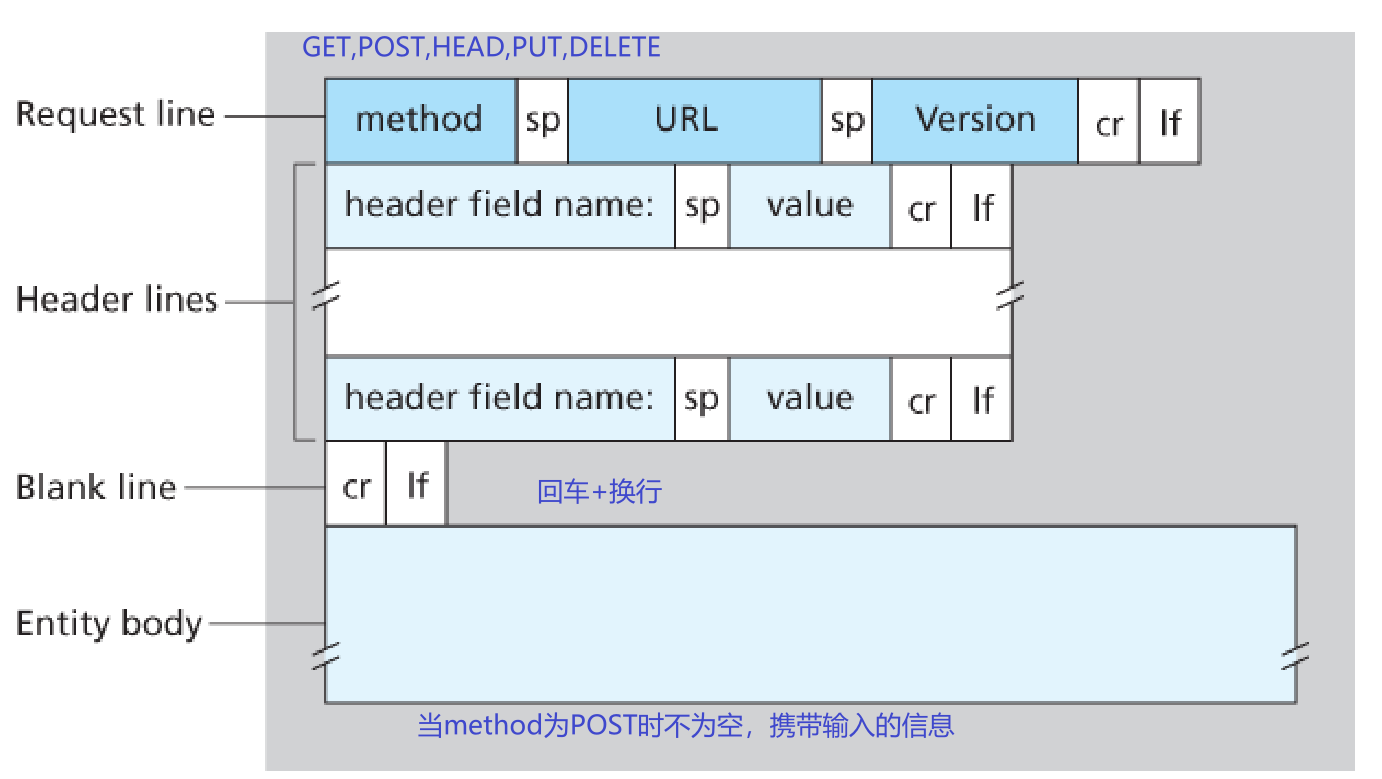 GET,POST,HEAD,PUT,DELETE
Request line method sp URL sp Version cr lf
header field name: sp value cr lf
Header lines
header field name: sp value cr lf
Blank line cr lf 回车+换行
Entity body
当method为POST时不为空，携带输入的信息